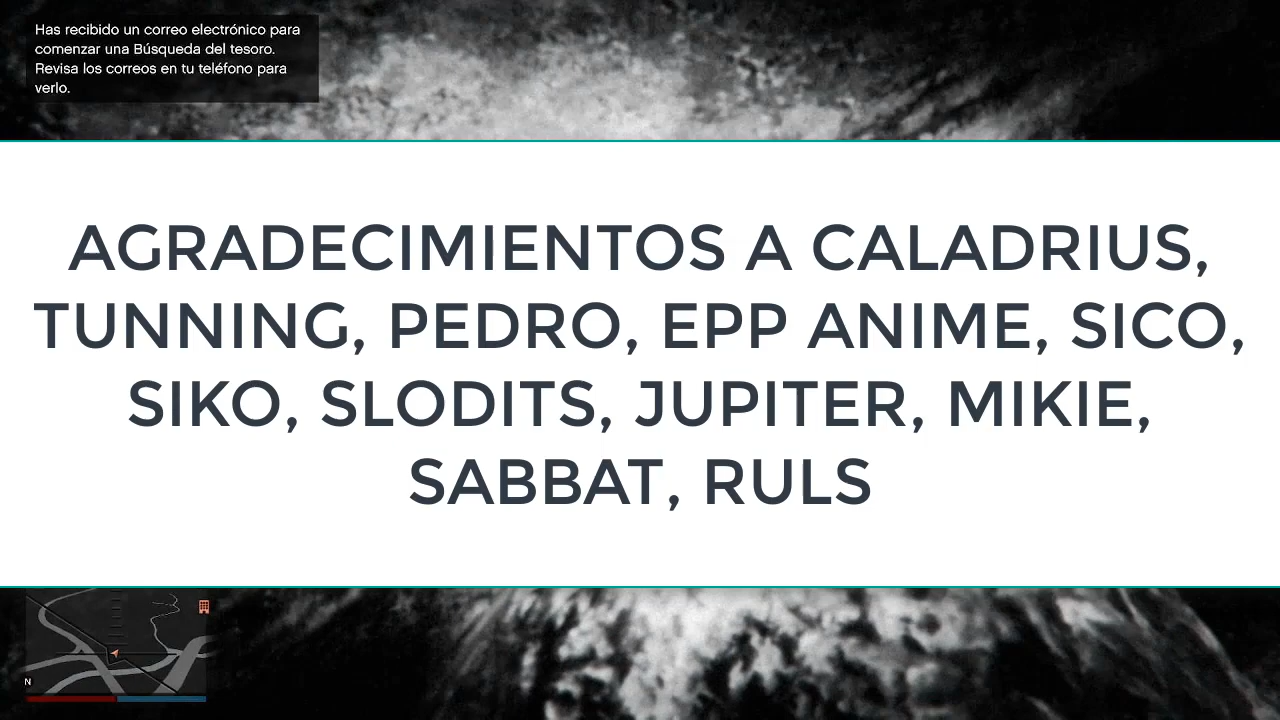 Has recibido un correo electrónico para
comenzar una Búsqueda del tesoro.
Revisa los correos en tu teléfono para
verlo.
AGRADECIMIENTOS A CALADRIUS,
TUNNING, PEDRO, EPP ANIME, SICO,
SIKO, SLODITS, JUPITER, MIKIE,
SABBAT, RULS
N